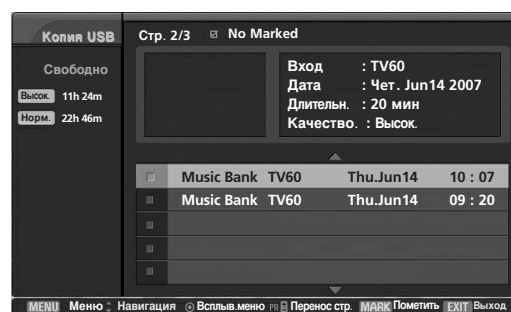 Копия USB
Стр. 2/3 No Marked
Свободно
Высок. 11h 24m
Норм. 22h 46m
Вход : TV60
Дата : Чет. Jun14 2007
Длительн. : 20 мин
Качество. : Высок.
Music Bank TV60 Thu.Jun14 10 : 07
Music Bank TV60 Thu.Jun14 09 : 20
MENU Меню Навигация Всплыв.меню PR Перенос стр. MARK Пометить EXIT Выход